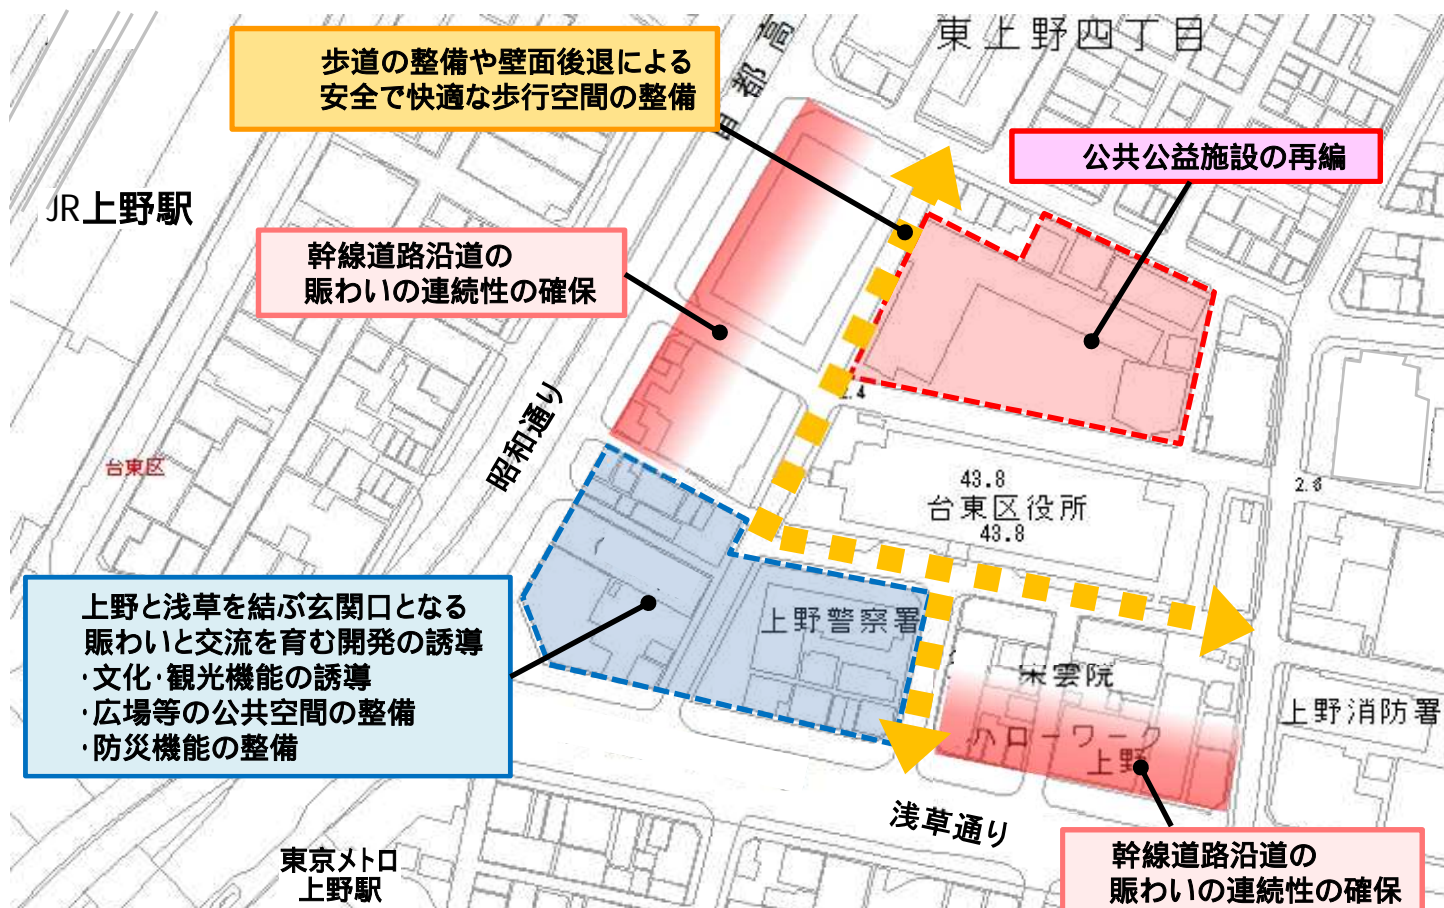 東上野四丁目
都高
歩道の整備や壁面後退による
安全で快適な歩行空間の整備
公共公益施設の再編
JR上野駅
幹線道路沿道の
賑わいの連続性の確保
昭和通り
2.4
台東区
43.8
台東区役所
43.8
上野と浅草を結ぶ玄関口となる
賑わいと交流を育む開発の誘導
・文化・観光機能の誘導
・広場等の公共空間の整備
・防災機能の整備
上野警察署
雲院
上野消防署
ハローワーク
上野
浅草通り
東京メトロ
上野駅
幹線道路沿道の
賑わいの連続性の確保